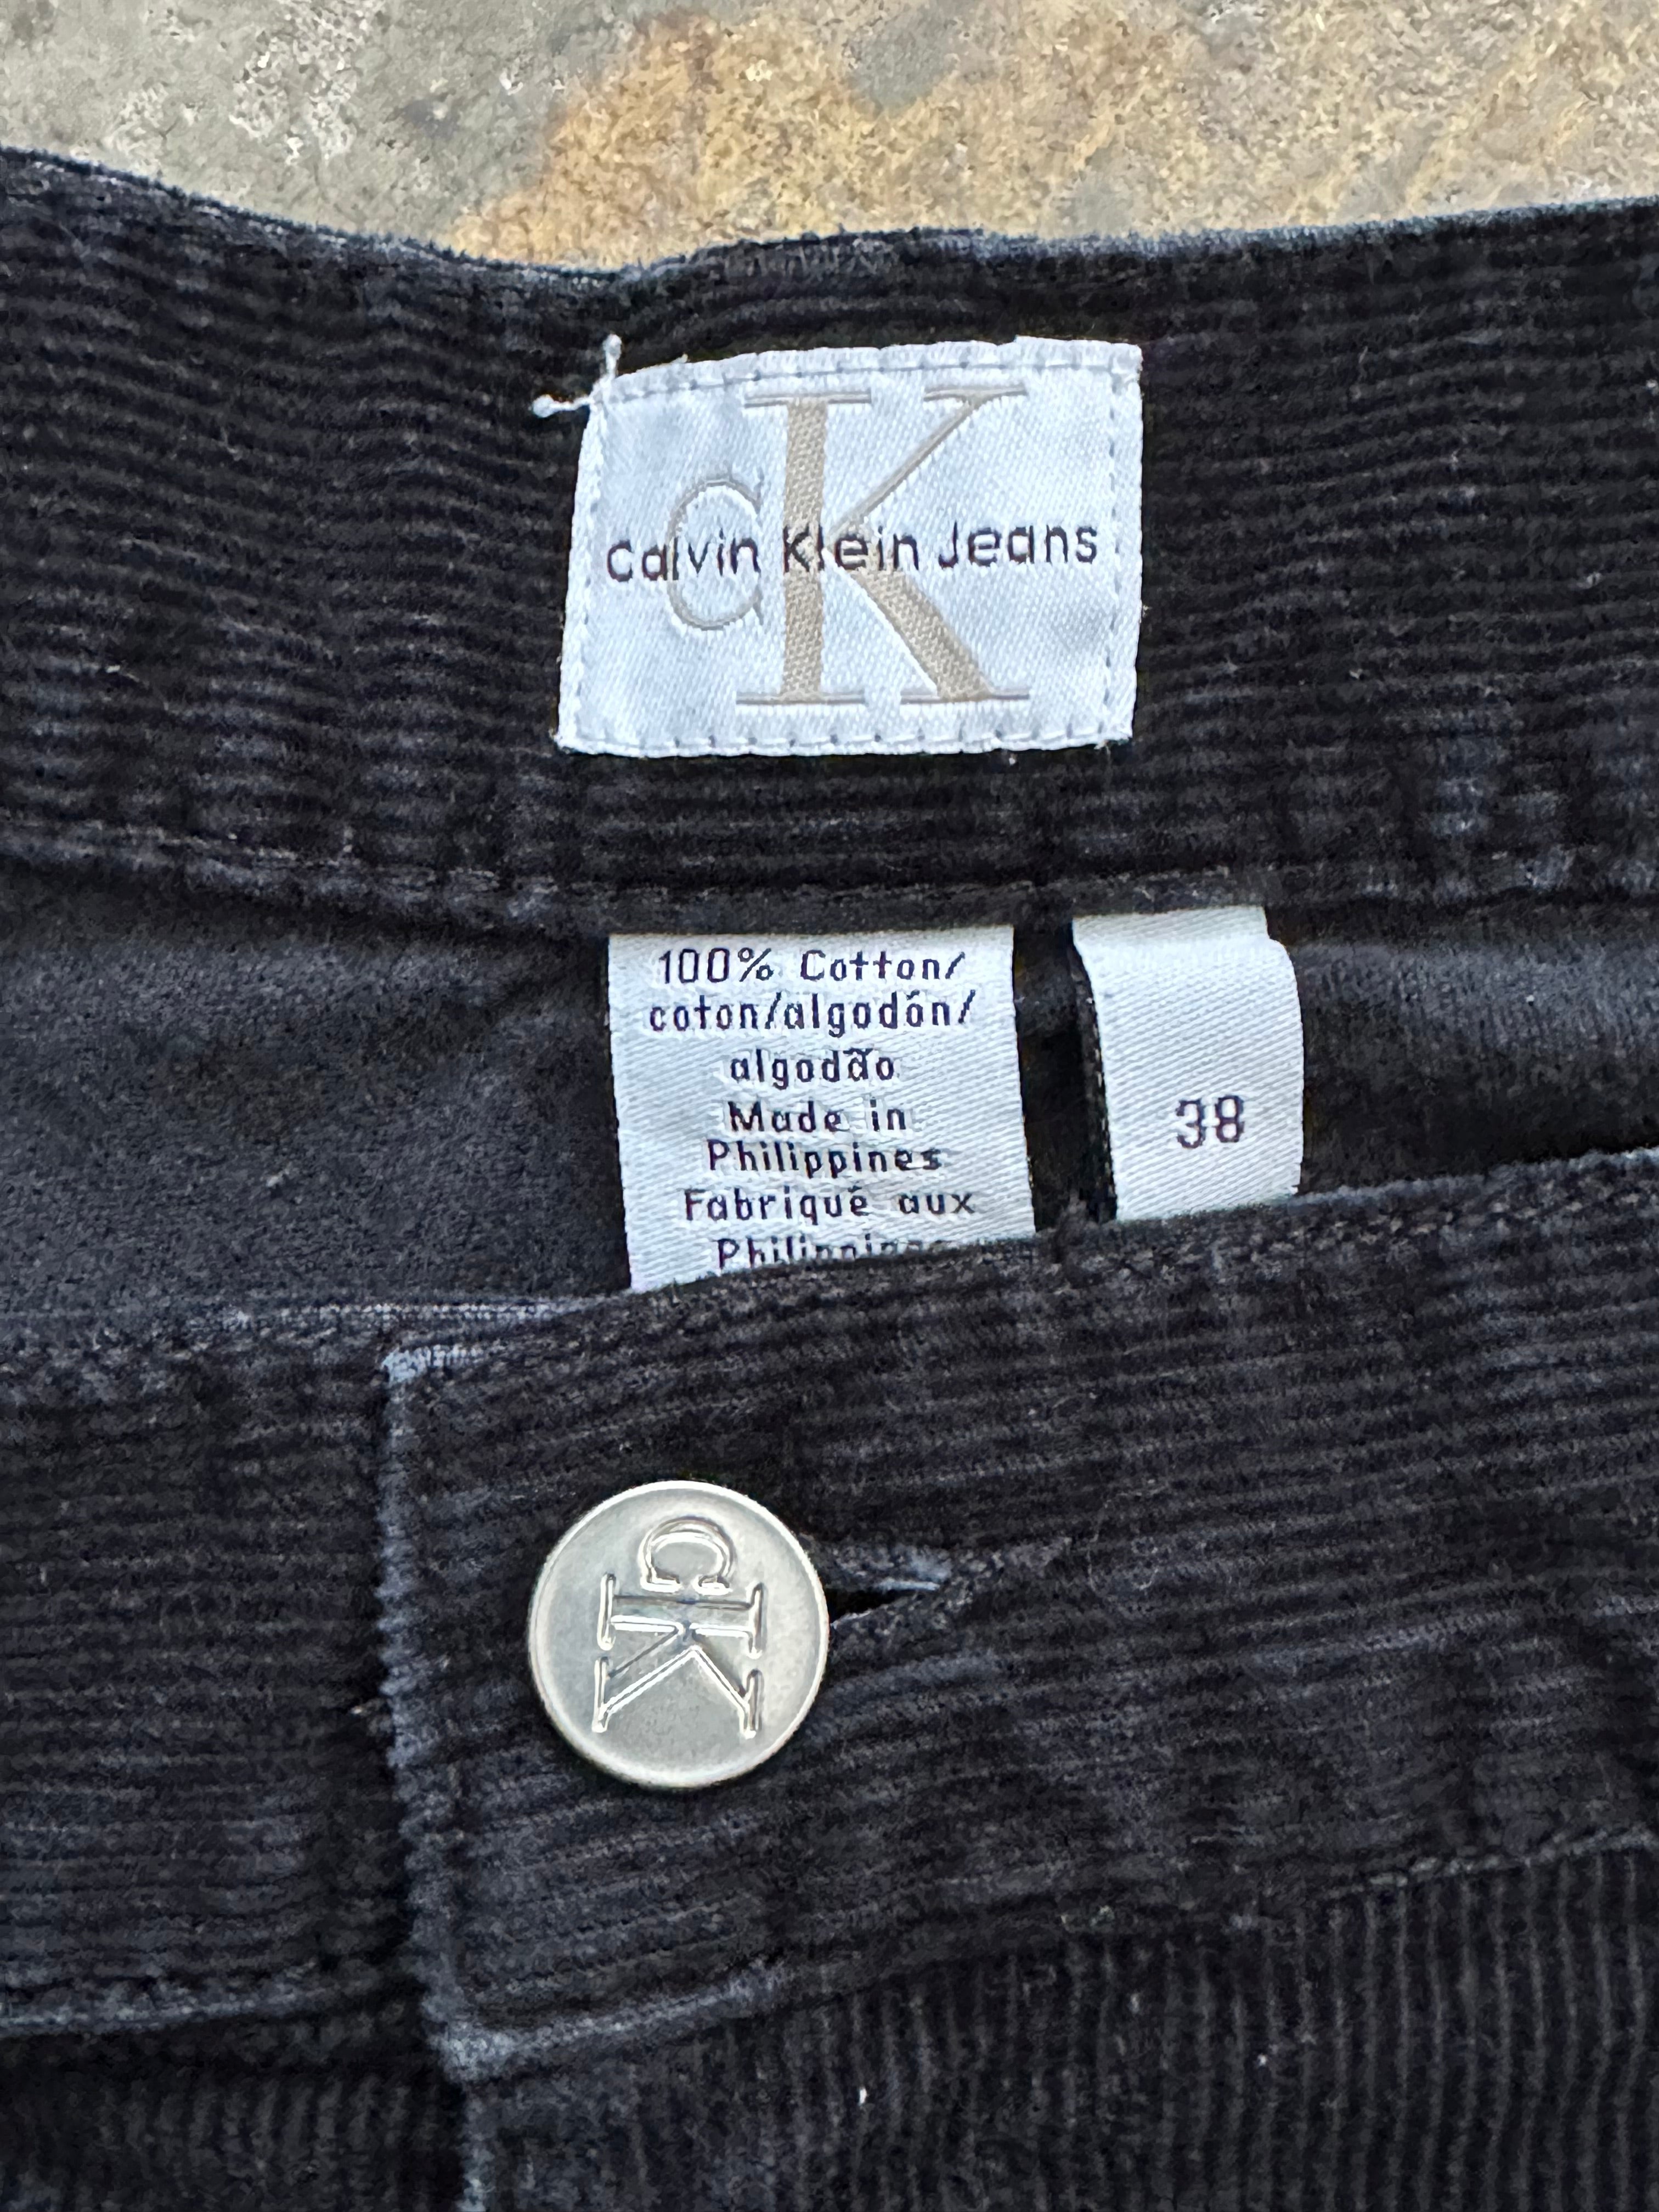 cK
Calvin Klein Jeans
100% Cotton/
coton/algodón/
algodão
Made in
Philippines
Fabriqué aux
38
CK